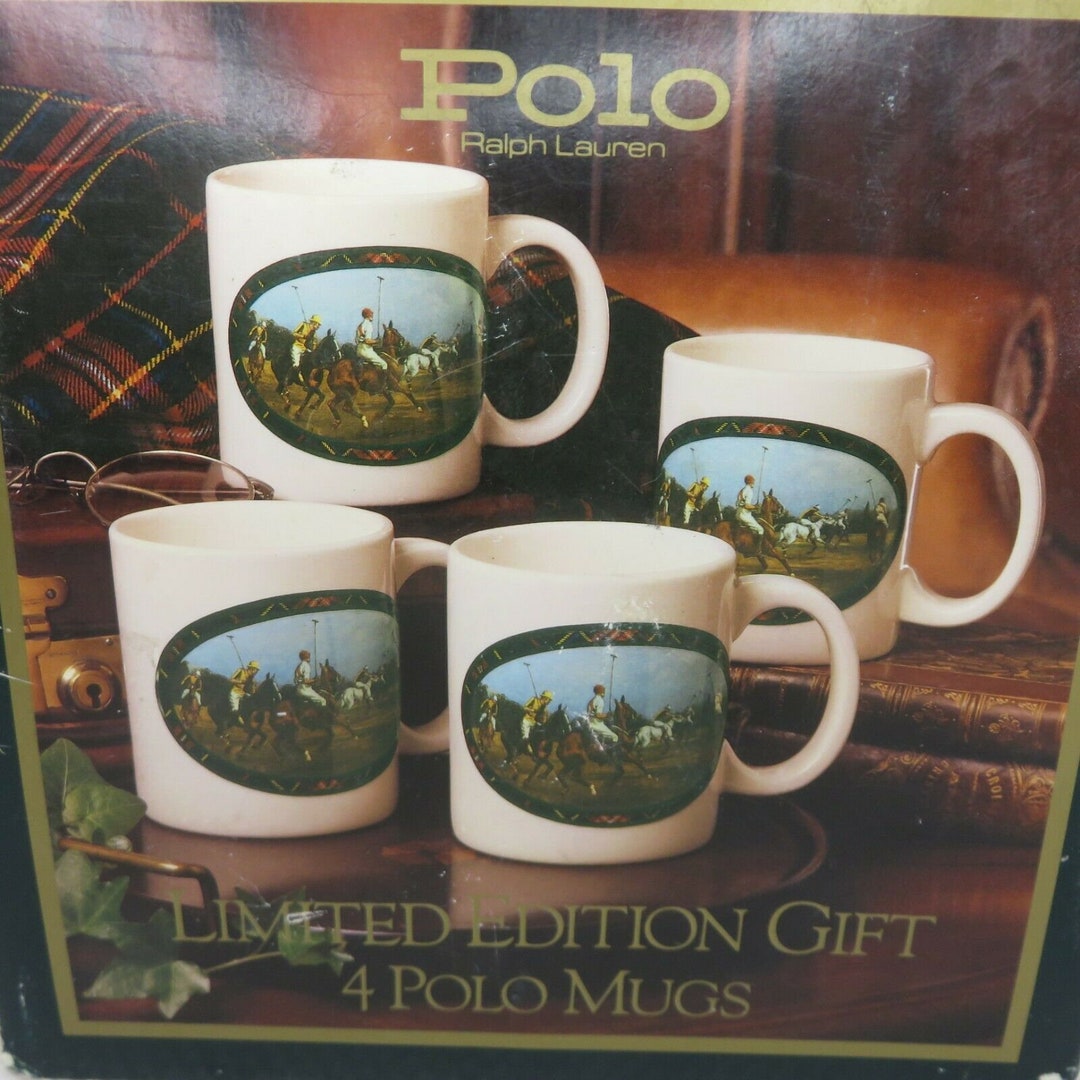 Polo
Ralph Lauren
LIMITED EDITION GIFT
4 POLO MUGS